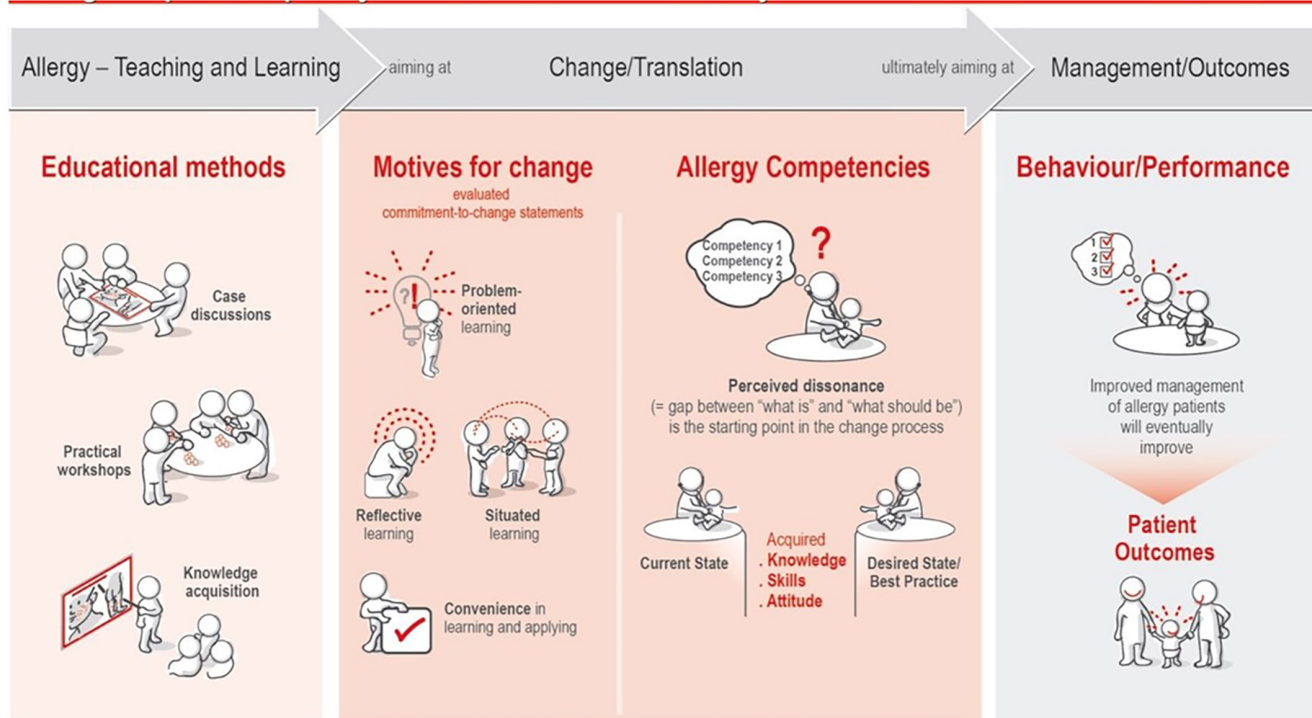 Allergy – Teaching and Learning
aiming at
Change/Translation
ultimately aiming at
Management/Outcomes
Educational methods
Case
discussions
Practical
workshops
Knowledge
acquisition
Motives for change
evaluated
commitment-to-change statements
?!
Problem-
oriented
learning
Reflective
learning
Situated
learning
Convenience in
learning and applying
Allergy Competencies
Competency 1
Competency 2
Competency 3
?
Perceived dissonance
(= gap between “what is” and “what should be”)
is the starting point in the change process
Current State
Acquired
. Knowledge
. Skills
. Attitude
Desired State/
Best Practice
Behaviour/Performance
1
2
3
Improved management
of allergy patients
will eventually
improve
Patient
Outcomes